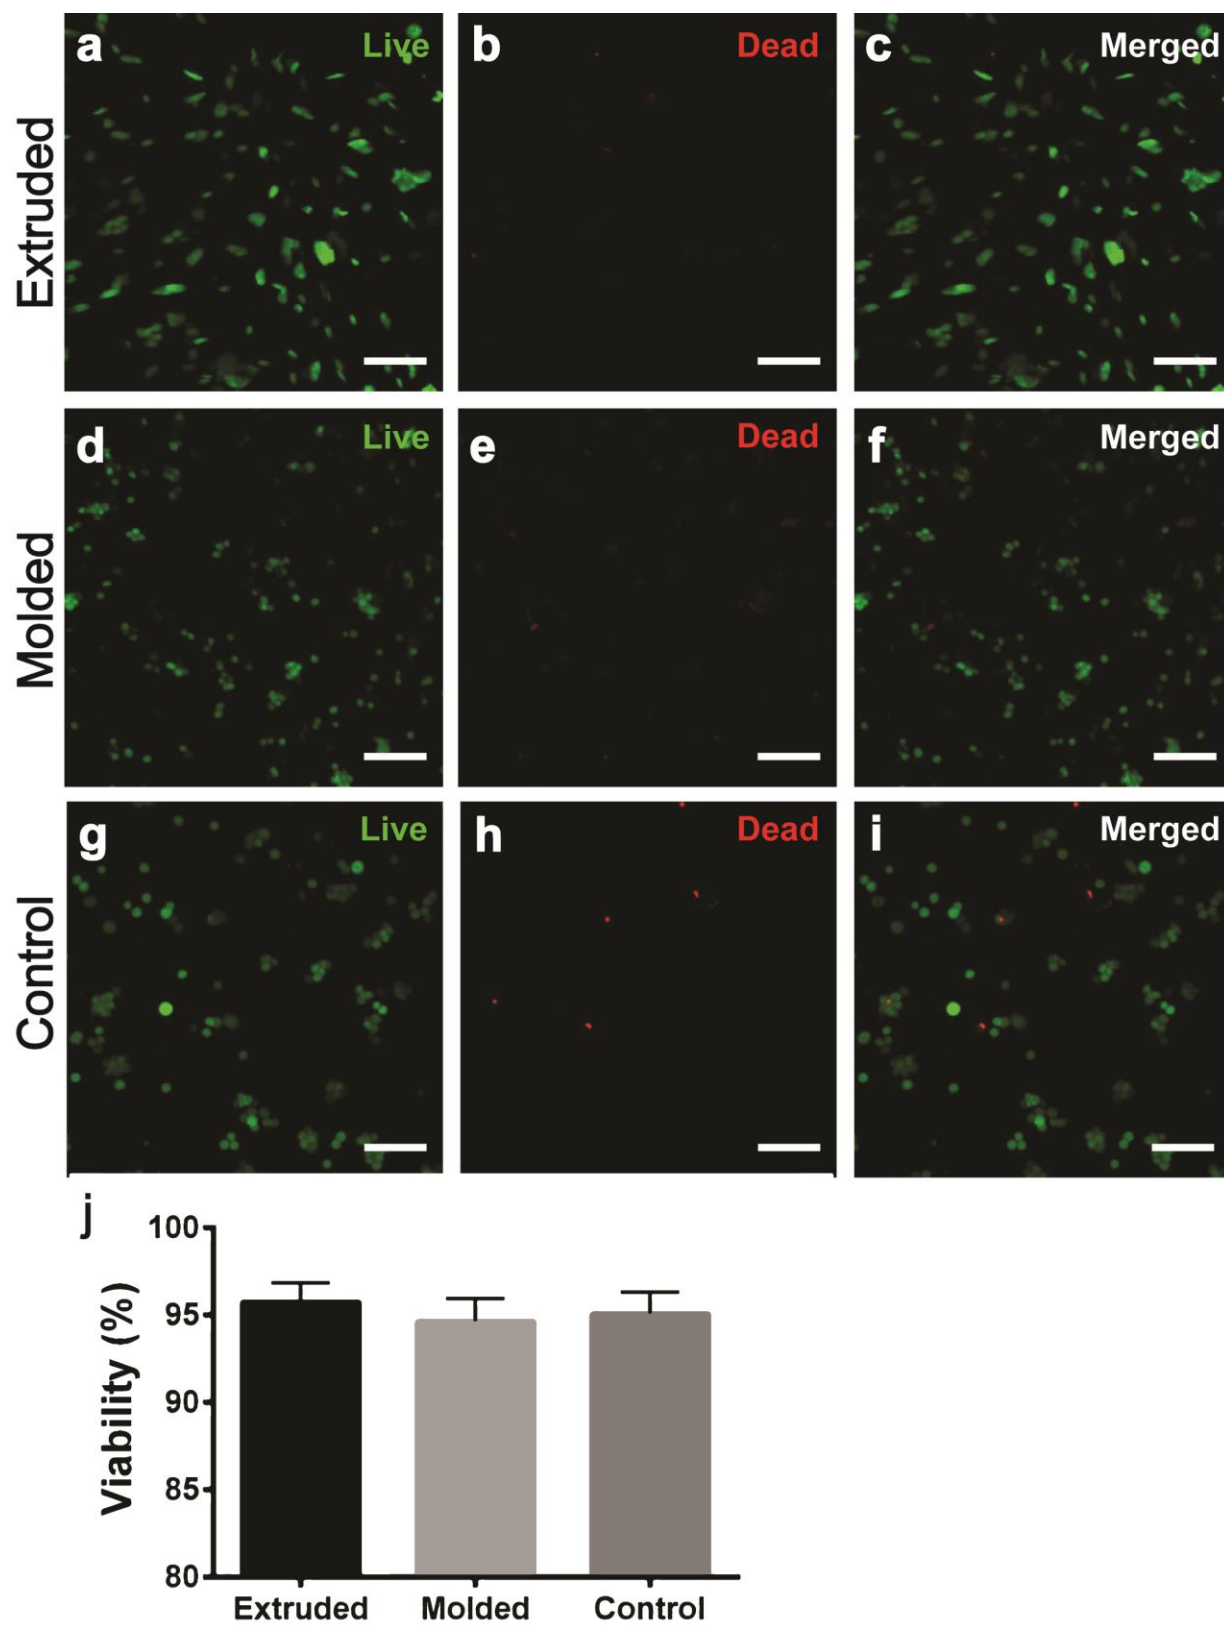 a Live b Dead c Merged
Extruded
d Live e Dead f Merged
Molded
g Live h Dead i Merged
Control
j
100
95
90
85
80
Viability (%)
Extruded Molded Control